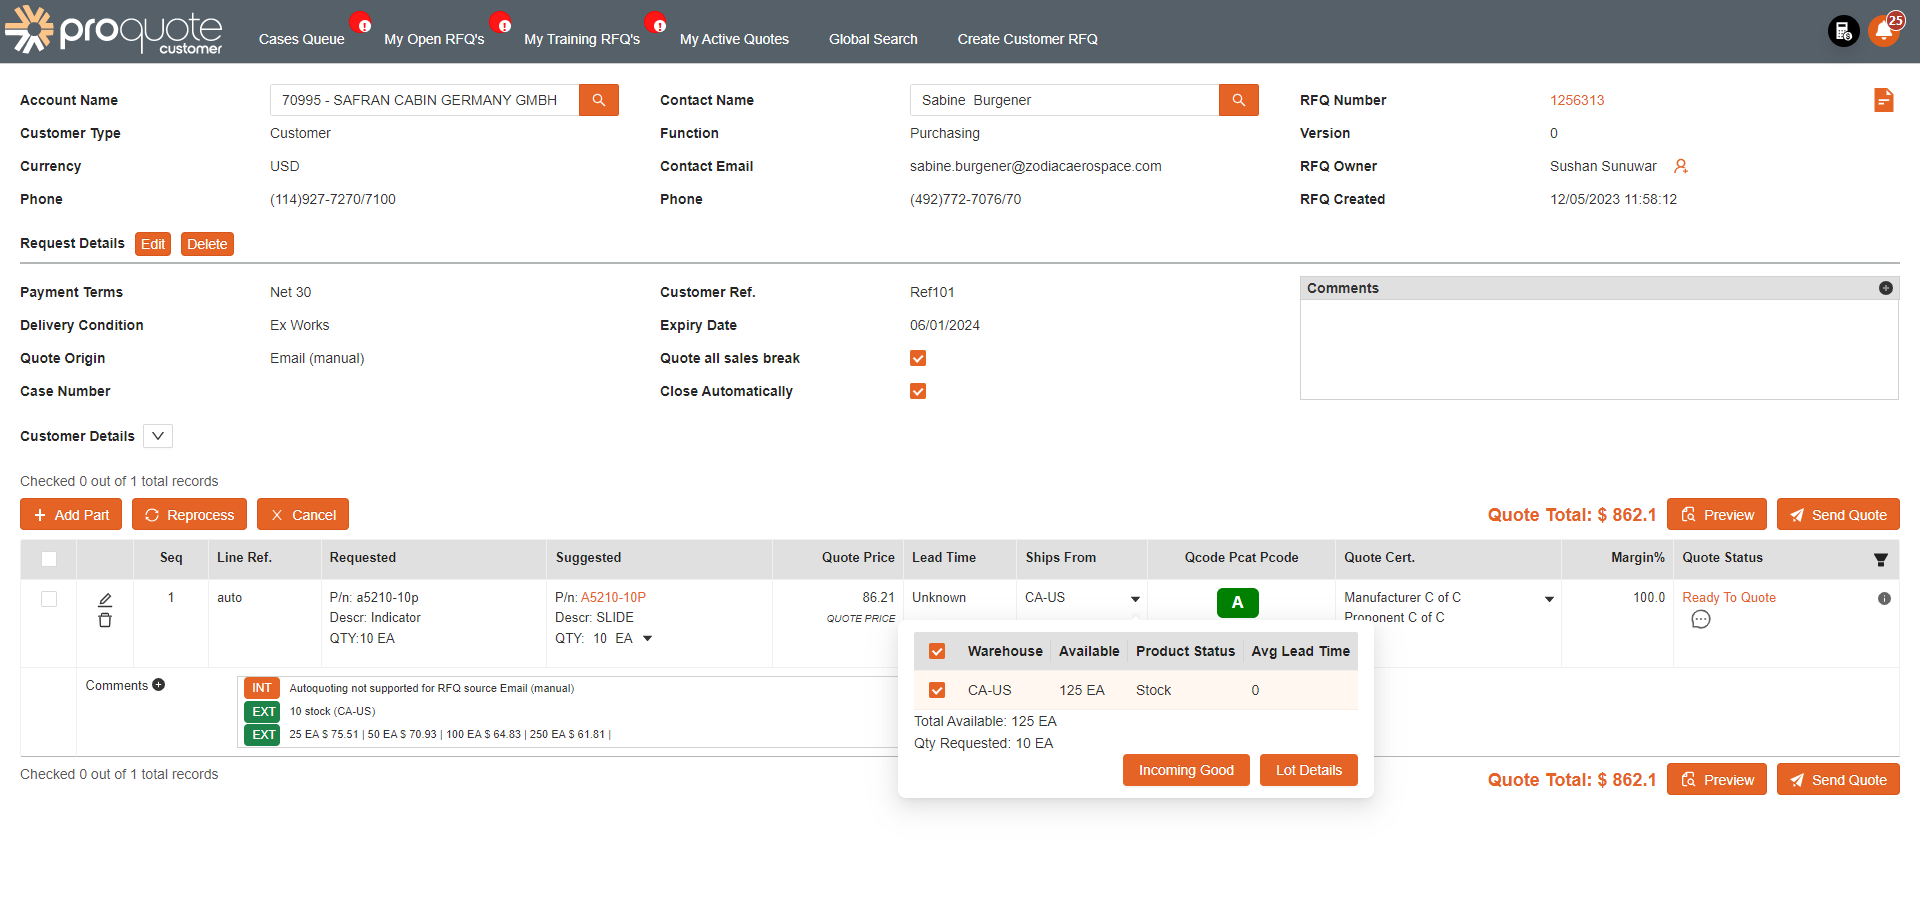 proquote
customer
Cases Queue ! My Open RFQ's ! My Training RFQ's ! My Active Quotes Global Search Create Customer RFQ 25
Account Name 70995 - SAFRAN CABIN GERMANY GMBH Contact Name Sabine Burgener RFQ Number 1256313
Customer Type Customer Function Purchasing Version 0
Currency USD Contact Email sabine.burgener@zodiacaerospace.com RFQ Owner Sushan Sunuwar
Phone (114)927-7270/7100 Phone (492)772-7076/70 RFQ Created 12/05/2023 11:58:12
Request Details Edit Delete
Payment Terms Net 30 Customer Ref. Ref101 Comments
Delivery Condition Ex Works Expiry Date 06/01/2024
Quote Origin Email (manual) Quote all sales break
Case Number Close Automatically
Customer Details
Checked 0 out of 1 total records
Add Part Reprocess Cancel Quote Total: $ 862.1 Preview Send Quote
Seq Line Ref. Requested Suggested Quote Price Lead Time Ships From Qcode Pcat Pcode Quote Cert. Margin% Quote Status
1 auto P/n: a5210-10p P/n: A5210-10P 86.21 Unknown CA-US A Manufacturer C of C 100.0 Ready To Quote
Descr: Indicator Descr: SLIDE QUOTE PRICE Proponent C of C
QTY:10 EA QTY: 10 EA
Warehouse Available Product Status Avg Lead Time
CA-US 125 EA Stock 0
Total Available: 125 EA
Qty Requested: 10 EA
Incoming Good Lot Details
Comments INT Autoquoting not supported for RFQ source Email (manual)
EXT 10 stock (CA-US)
EXT 25 EA $ 75.51 | 50 EA $ 70.93 | 100 EA $ 64.83 | 250 EA $ 61.81 |
Checked 0 out of 1 total records Quote Total: $ 862.1 Preview Send Quote